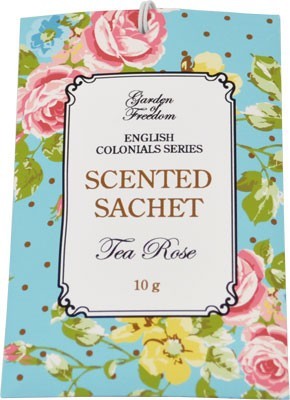 Garden
of
Freedom
ENGLISH
COLONIALS SERIES
SCENTED
SACHET
Tea Rose
10 g